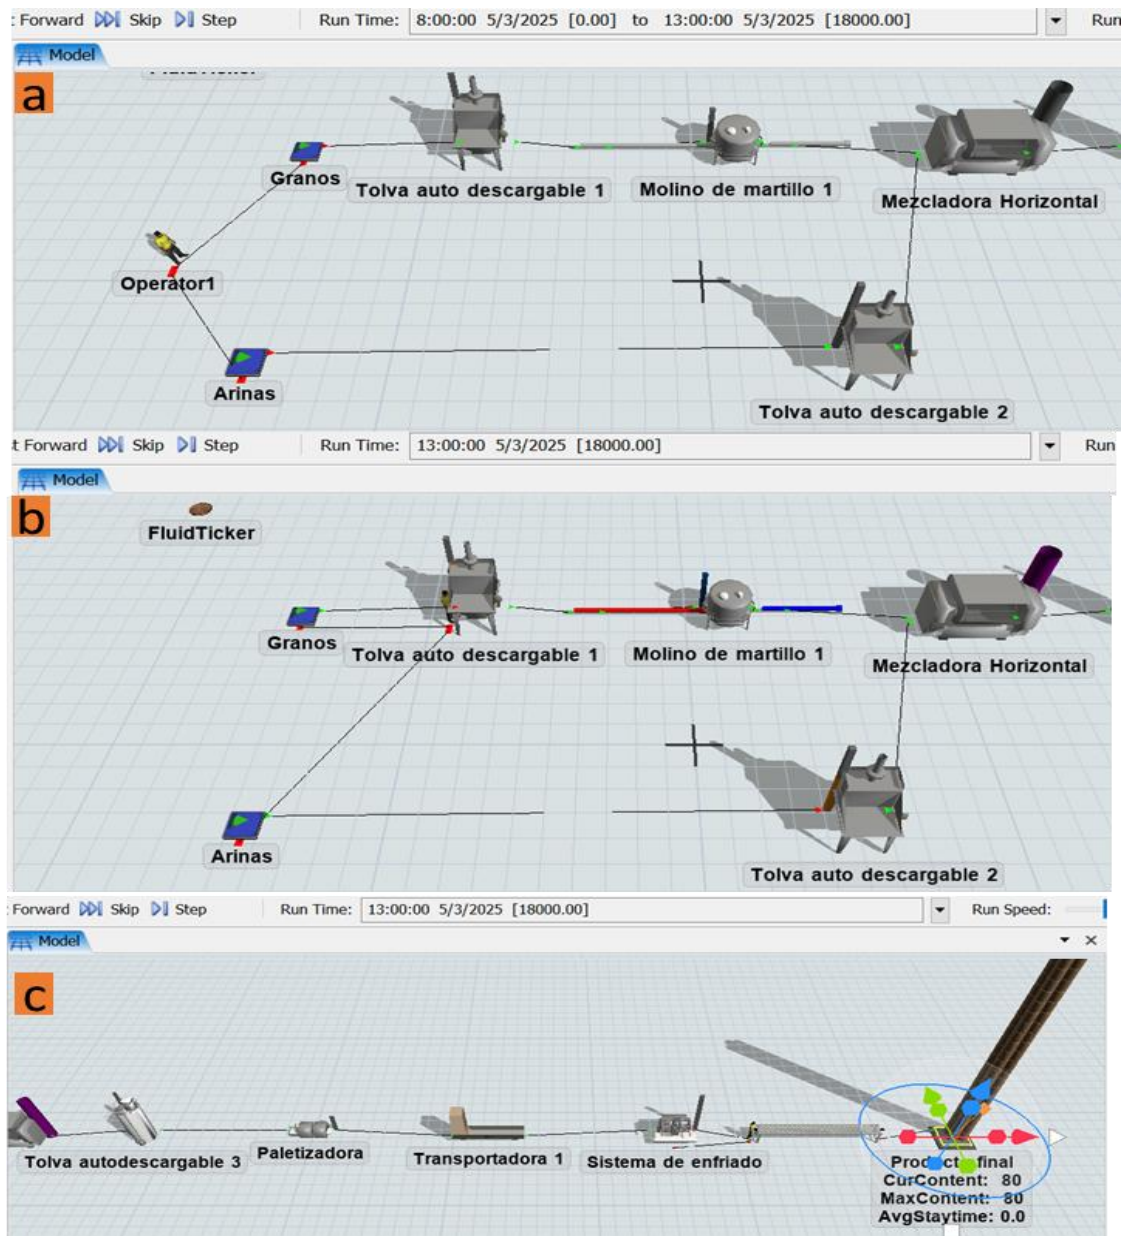 st Forward Skip Step Run Time: 8:00:00 5/3/2025 [0.00] to 13:00:00 5/3/2025 [18000.00] Run
Model
a
FluidTicker
Granos
Tolva auto descargable 1
Molino de martillo 1
Mezcladora Horizontal
Operator1
Arinas
Tolva auto descargable 2
t Forward Skip Step Run Time: 13:00:00 5/3/2025 [18000.00] Run
Model
b
FluidTicker
Granos
Tolva auto descargable 1
Molino de martillo 1
Mezcladora Horizontal
Arinas
Tolva auto descargable 2
Forward Skip Step Run Time: 13:00:00 5/3/2025 [18000.00] Run Speed:
Model
c
Tolva autodescargable 3
Paletizadora
Transportadora 1
Sistema de enfriado
final
CurContent: 80
MaxContent: 80
AvgStaytime: 0.0